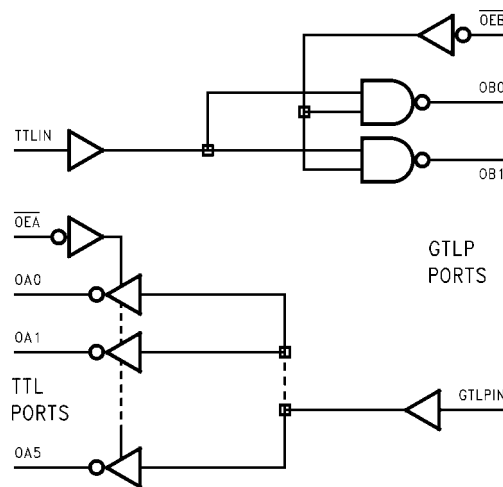 OEB
OB0
TTLIN
OB1
OEA
OA0
GTLP
PORTS
OA1
TTL
PORTS
GTLPIN
OA5